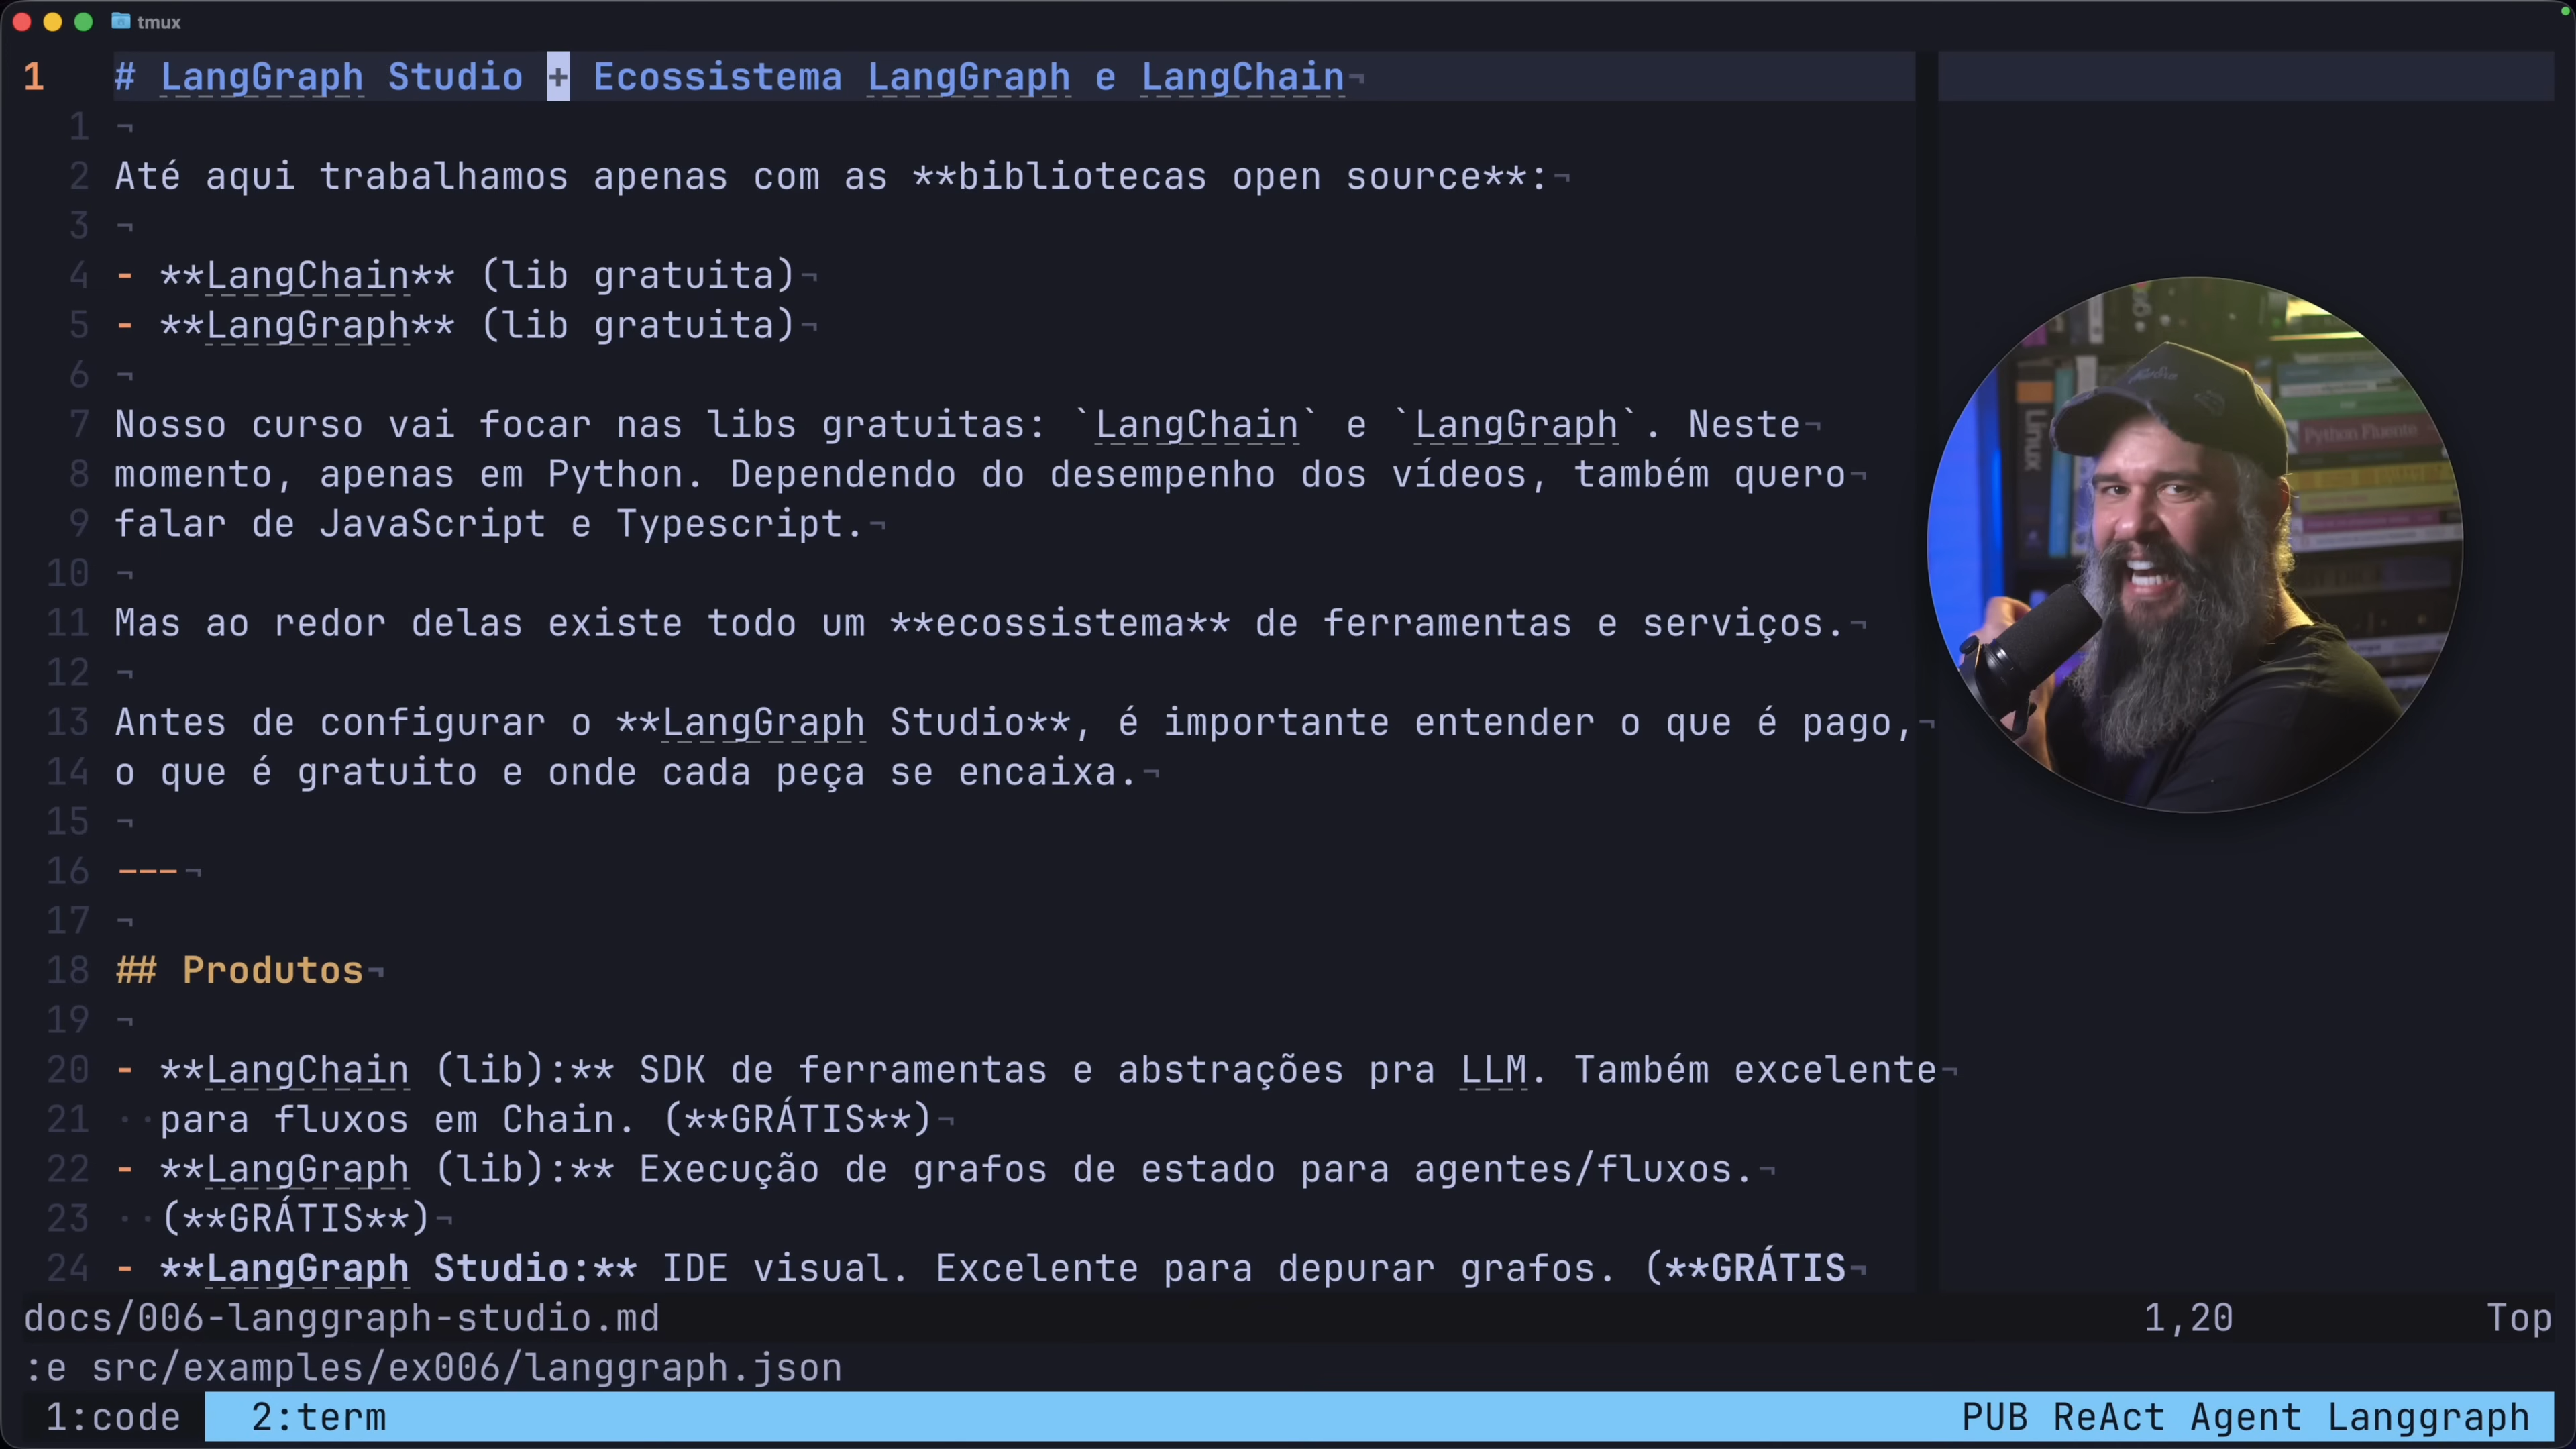 tmux
1 # LangGraph Studio + Ecossistema LangGraph e LangChain¬
1 ¬
2 Até aqui trabalhamos apenas com as **bibliotecas open source**:¬
3 ¬
4 - **LangChain** (lib gratuita)¬
5 - **LangGraph** (lib gratuita)¬
6 ¬
7 Nosso curso vai focar nas libs gratuitas: `LangChain` e `LangGraph`. Neste¬
8 momento, apenas em Python. Dependendo do desempenho dos vídeos, também quero¬
9 falar de JavaScript e Typescript.¬
10 ¬
11 Mas ao redor delas existe todo um **ecossistema** de ferramentas e serviços.¬
12 ¬
13 Antes de configurar o **LangGraph Studio**, é importante entender o que é pago,¬
14 o que é gratuito e onde cada peça se encaixa.¬
15 ¬
16 ---¬
17 ¬
18 ## Produtos¬
19 ¬
20 - **LangChain (lib):** SDK de ferramentas e abstrações pra LLM. Também excelente¬
21 ··para fluxos em Chain. (**GRÁTIS**)¬
22 - **LangGraph (lib):** Execução de grafos de estado para agentes/fluxos.¬
23 ··(**GRÁTIS**)¬
24 - **LangGraph Studio:** IDE visual. Excelente para depurar grafos. (**GRÁTIS¬
docs/006-langgraph-studio.md 1,20 Top
:e src/examples/ex006/langgraph.json
1:code 2:term PUB ReAct Agent Langgraph
Linux
Python Fluente